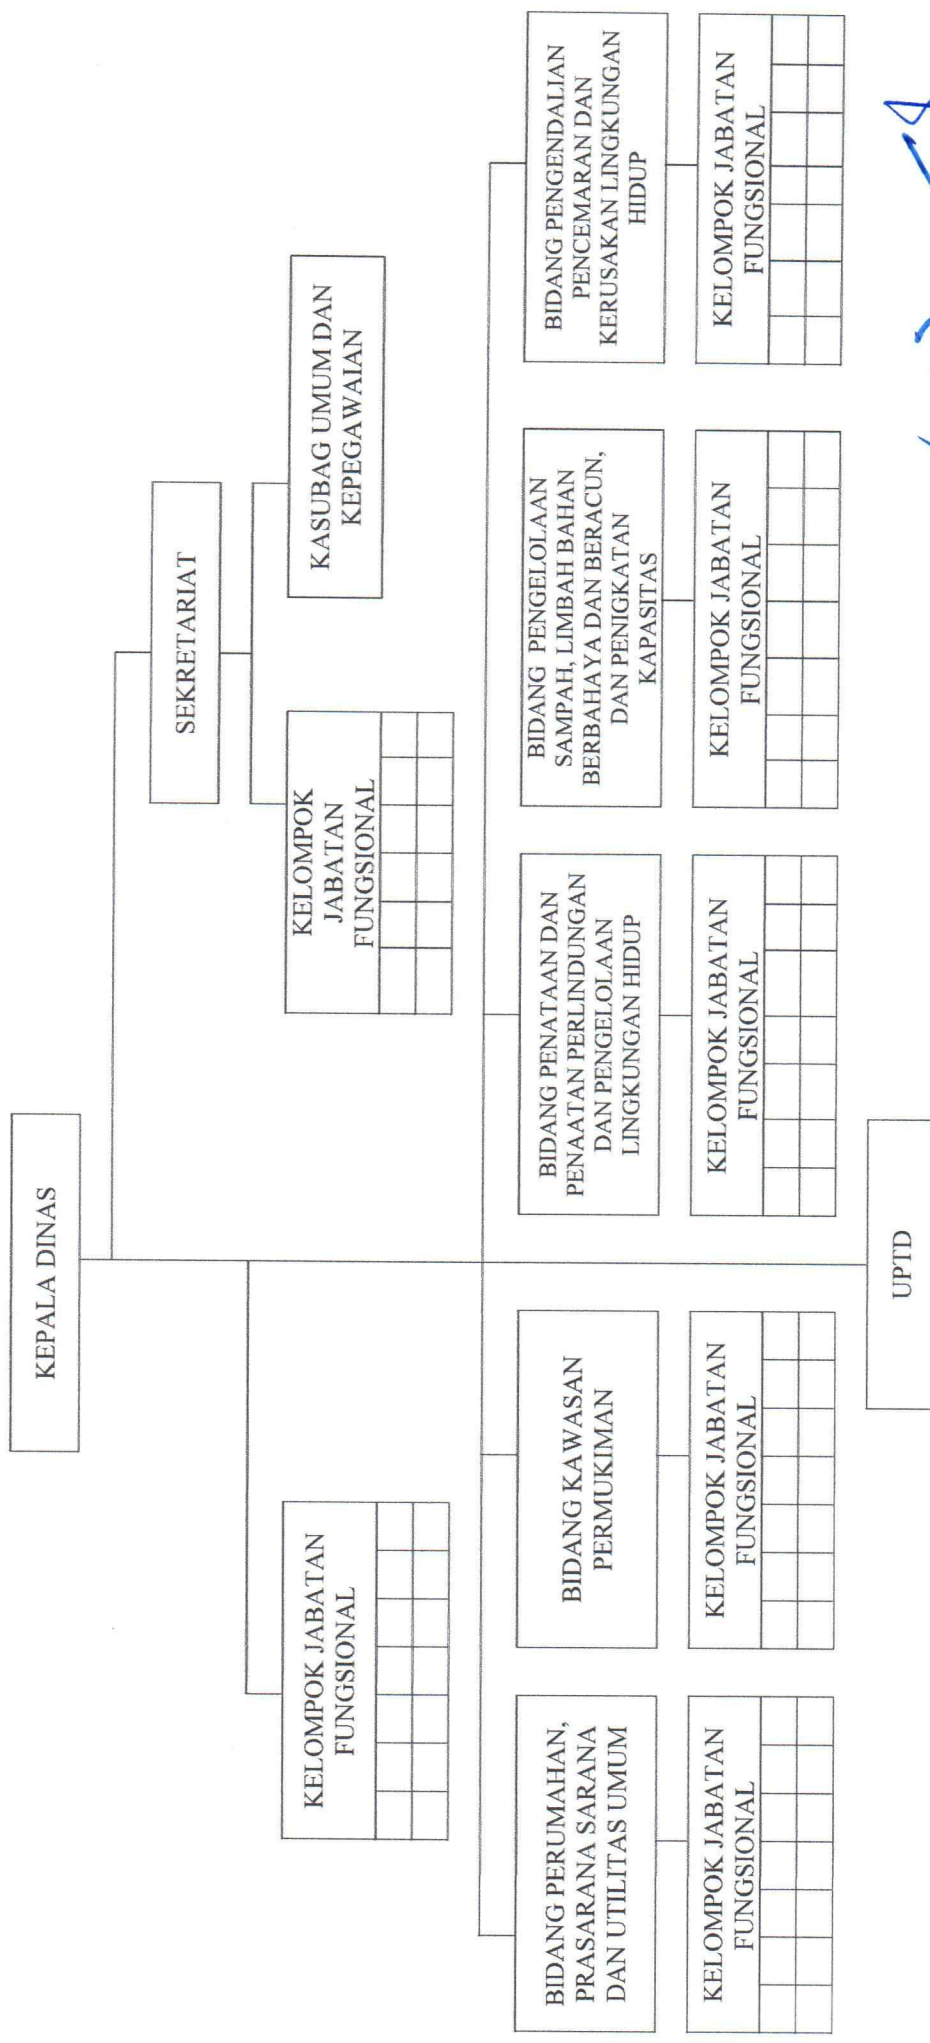 KEPALA DINAS
SEKRETARIAT
KELOMPOK JABATAN
FUNGSIONAL
KELOMPOK
JABATAN
FUNGSIONAL
KASUBAG UMUM DAN
KEPEGAWAIAN
BIDANG PERUMAHAN,
PRASARANA SARANA
DAN UTILITAS UMUM
BIDANG KAWASAN
PERMUKIMAN
BIDANG PENATAAN DAN
PENAATAN PERLINDUNGAN
DAN PENGELOLAAN
LINGKUNGAN HIDUP
BIDANG PENGELOLAAN
SAMPAH, LIMBAH BAHAN
BERBAHAYA DAN BERACUN,
DAN PENIGKATAN
KAPASITAS
BIDANG PENGENDALIAN
PENCEMARAN DAN
KERUSAKAN LINGKUNGAN
HIDUP
KELOMPOK JABATAN
FUNGSIONAL
KELOMPOK JABATAN
FUNGSIONAL
KELOMPOK JABATAN
FUNGSIONAL
KELOMPOK JABATAN
FUNGSIONAL
KELOMPOK JABATAN
FUNGSIONAL
UPTD